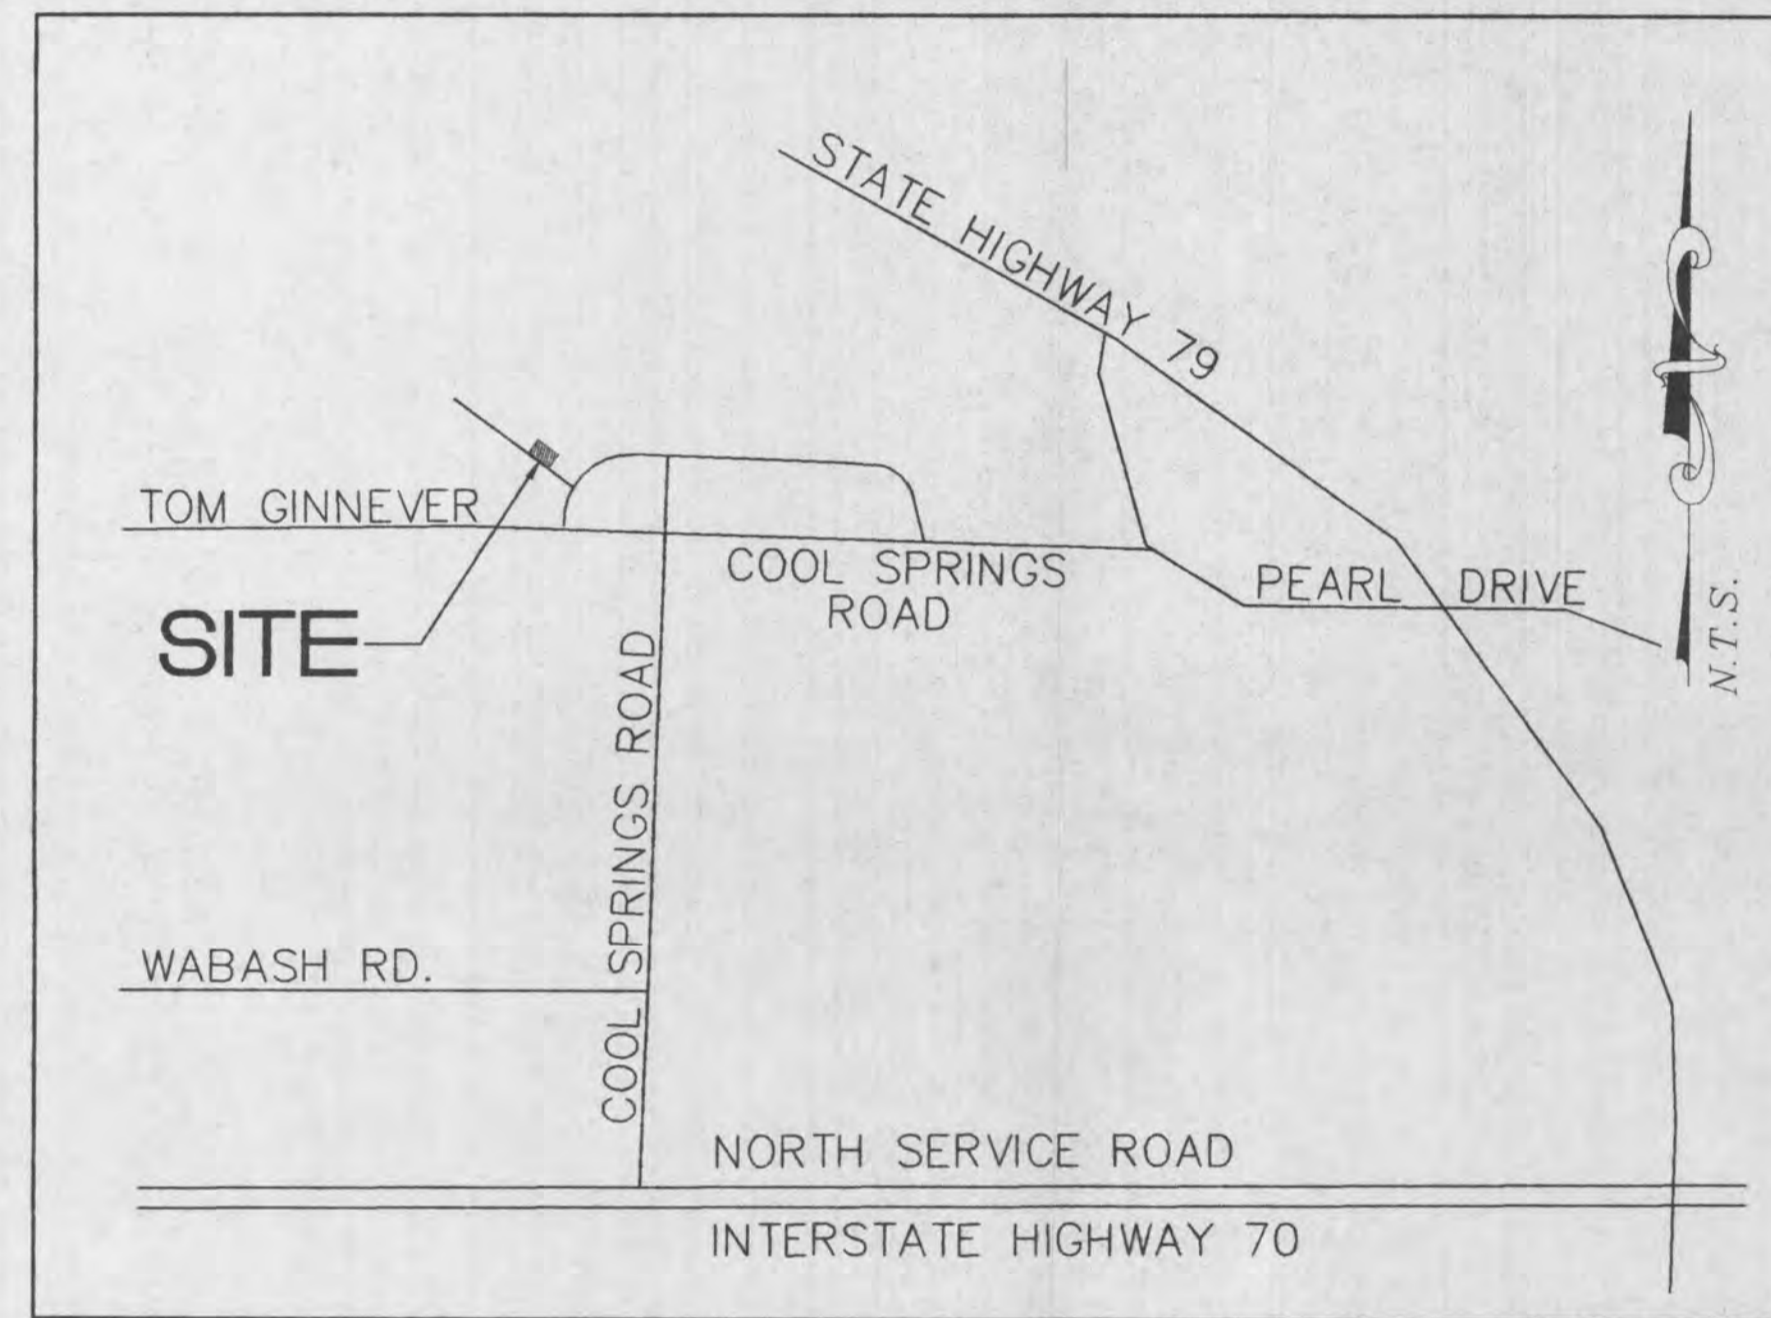 STATE HIGHWAY 79
TOM GINNEVER
COOL SPRINGS
ROAD
PEARL DRIVE
N.T.S.
SITE
COOL SPRINGS ROAD
WABASH RD.
NORTH SERVICE ROAD
INTERSTATE HIGHWAY 70